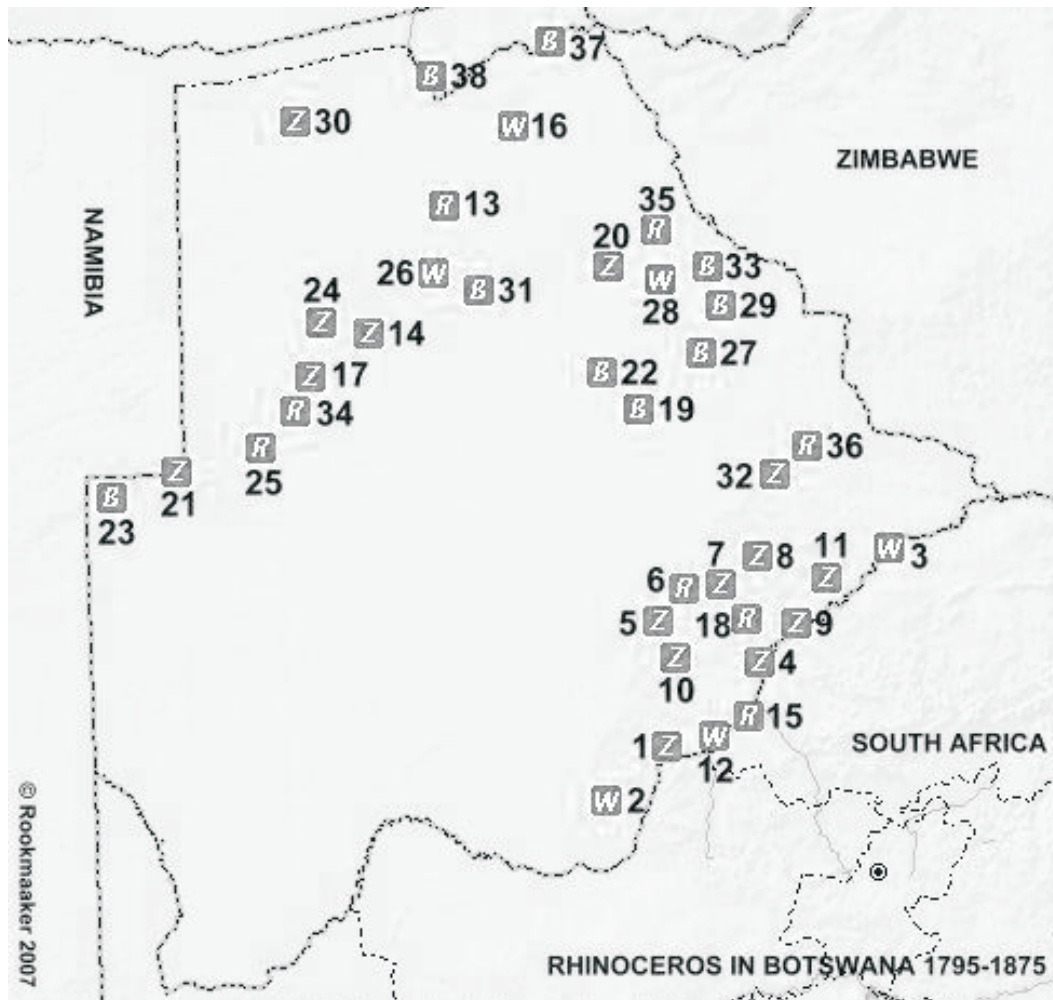 B 37
B 38
Z 30
W 16
ZIMBABWE
NAMIBIA
R 13
35
R
20
Z
26 W
B 31
W
28
B 33
B 29
24
Z
Z 14
B 27
Z 17
B 22
R 34
B 19
R
25
R 36
32 Z
Z
21
B
23
W 3
7
Z
Z 8
11
Z
6 R
5 Z
18 R
Z 9
Z
10
Z 4
R 15
1 Z
W
12
SOUTH AFRICA
W 2
© Rookmaaker 2007
RHINOCEROS IN BOTSWANA 1795-1875